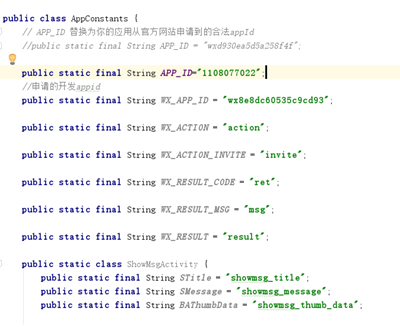 public class AppConstants {
// APP_ID 替换为你的应用从官方网站申请到的合法appId
//public static final String APP_ID = "wxd930ea5d5a258f4f";
public static final String APP_ID="1108077022";
//申请的开发appid
public static final String WX_APP_ID = "wx8e8dc60535c9cd93";
public static final String WX_ACTION = "action";
public static final String WX_ACTION_INVITE = "invite";
public static final String WX_RESULT_CODE = "ret";
public static final String WX_RESULT_MSG = "msg";
public static final String WX_RESULT = "result";
public static class ShowMsgActivity {
public static final String STitle = "showmsg_title";
public static final String SMessage = "showmsg_message";
public static final String BAThumbData = "showmsg_thumb_data";